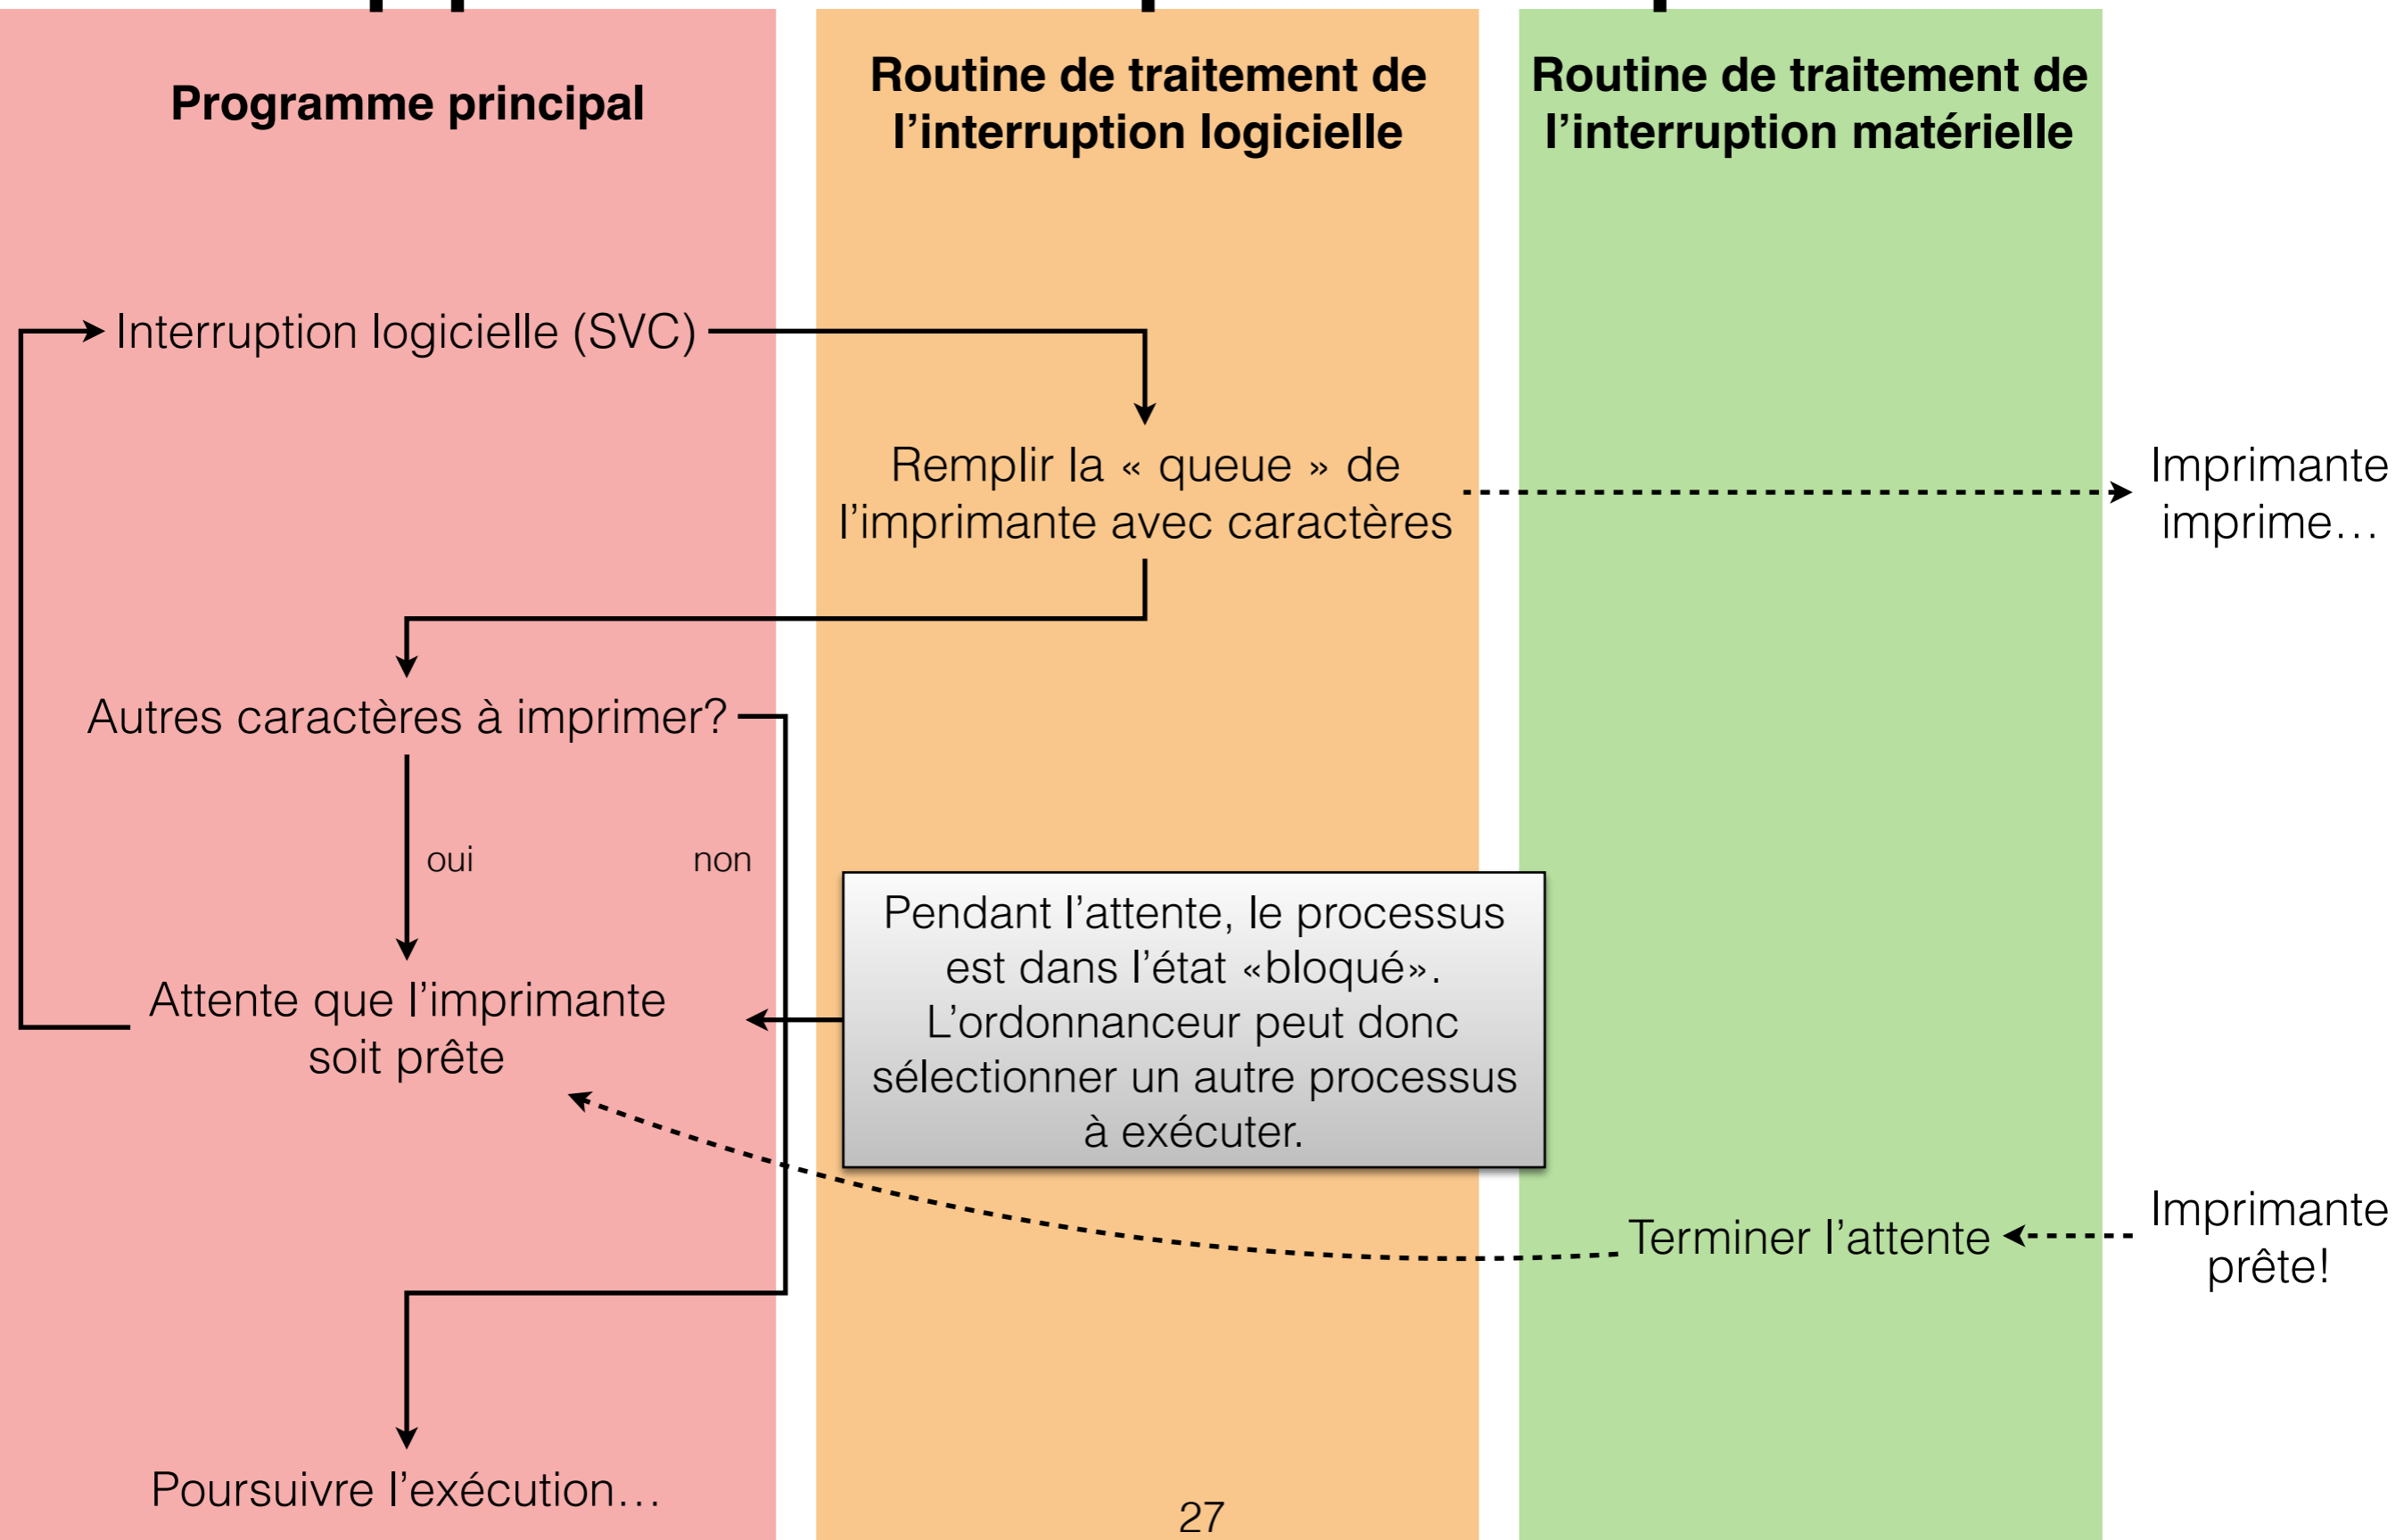 Programme principal
Routine de traitement de
l’interruption logicielle
Routine de traitement de
l’interruption matérielle
Interruption logicielle (SVC)
Remplir la « queue » de
l’imprimante avec caractères
Imprimante
imprime…
Autres caractères à imprimer?
oui
non
Pendant l’attente, le processus
est dans l’état «bloqué».
L’ordonnanceur peut donc
sélectionner un autre processus
à exécuter.
Attente que l’imprimante
soit prête
Terminer l’attente
Imprimante
prête!
Poursuivre l’exécution…
27